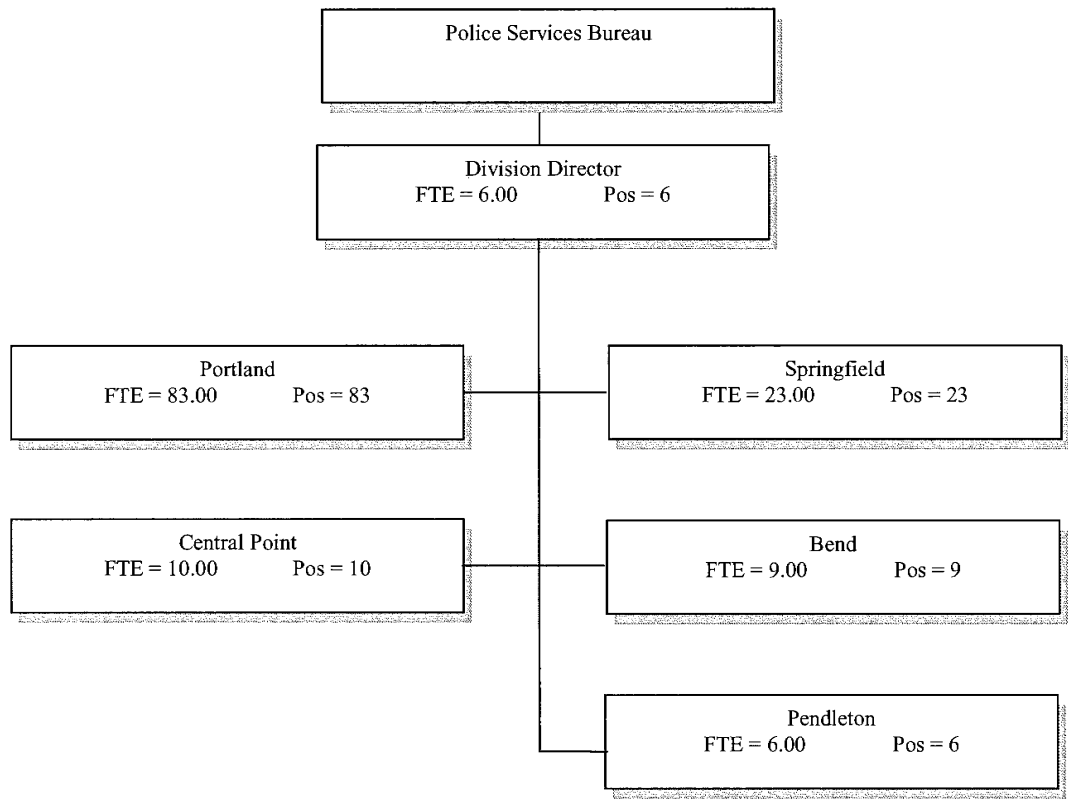 Police Services Bureau
Division Director
FTE = 6.00 Pos = 6
Portland
FTE = 83.00 Pos = 83
Springfield
FTE = 23.00 Pos = 23
Central Point
FTE = 10.00 Pos = 10
Bend
FTE = 9.00 Pos = 9
Pendleton
FTE = 6.00 Pos = 6